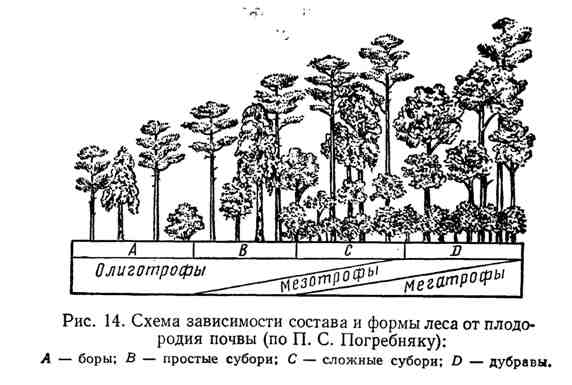 А В С D
Олиготрофы
Мезотрофы
Мегатрофы
Рис. 14. Схема зависимости состава и формы леса от плодо-
родия почвы (по П. С. Погребняку):
А — боры; В — простые субори; С — сложные субори; D — дубравы.